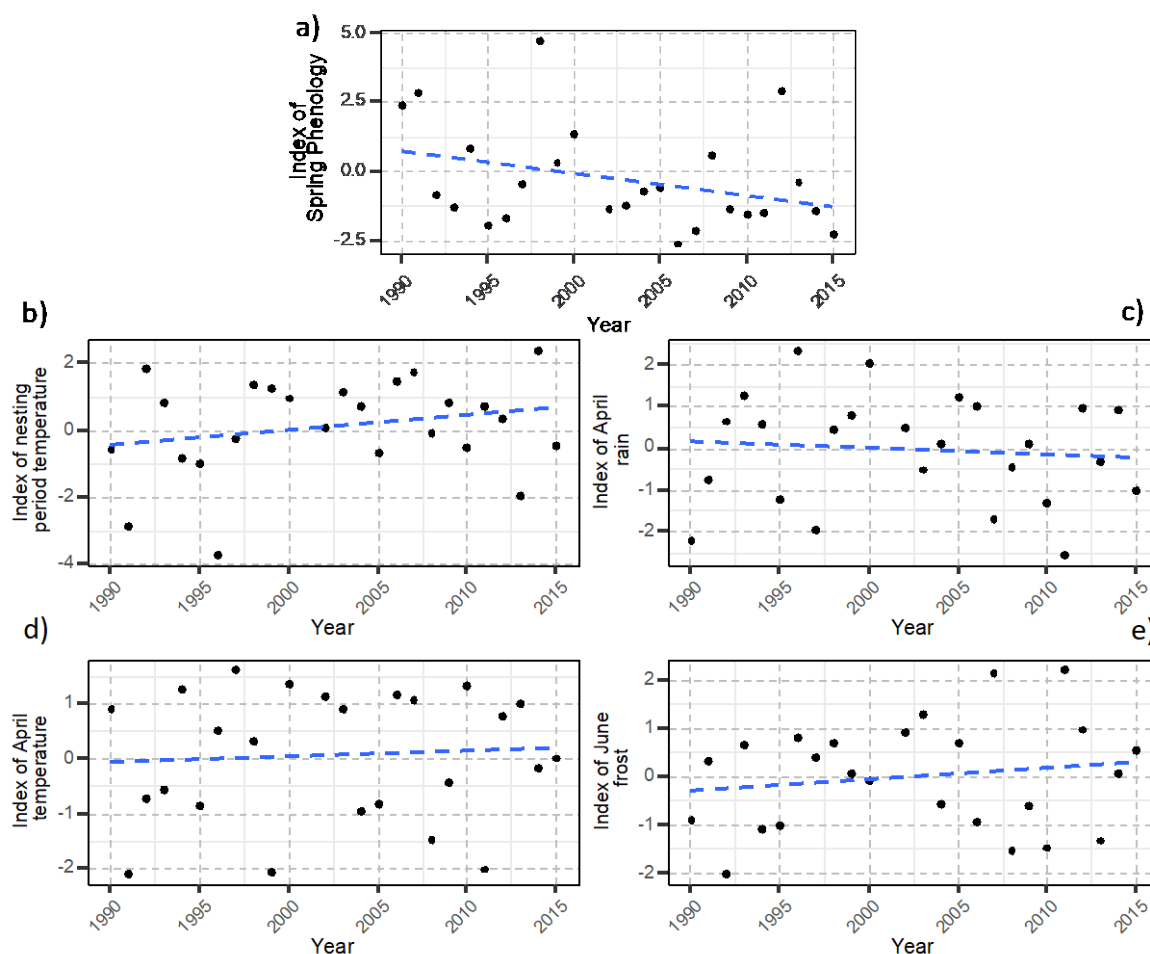 a)
Index of
Spring Phenology
5.0
2.5
0.0
-2.5
1990
1995
2000
2005
2010
2015
Year
b)
Index of nesting
period temperature
2
0
-2
-4
1990
1995
2000
2005
2010
2015
Year
c)
Index of April
rain
2
1
0
-1
-2
1990
1995
2000
2005
2010
2015
Year
d)
Index of April
temperature
1
0
-1
-2
1990
1995
2000
2005
2010
2015
Year
e)
Index of June
frost
2
1
0
-1
-2
1990
1995
2000
2005
2010
2015
Year